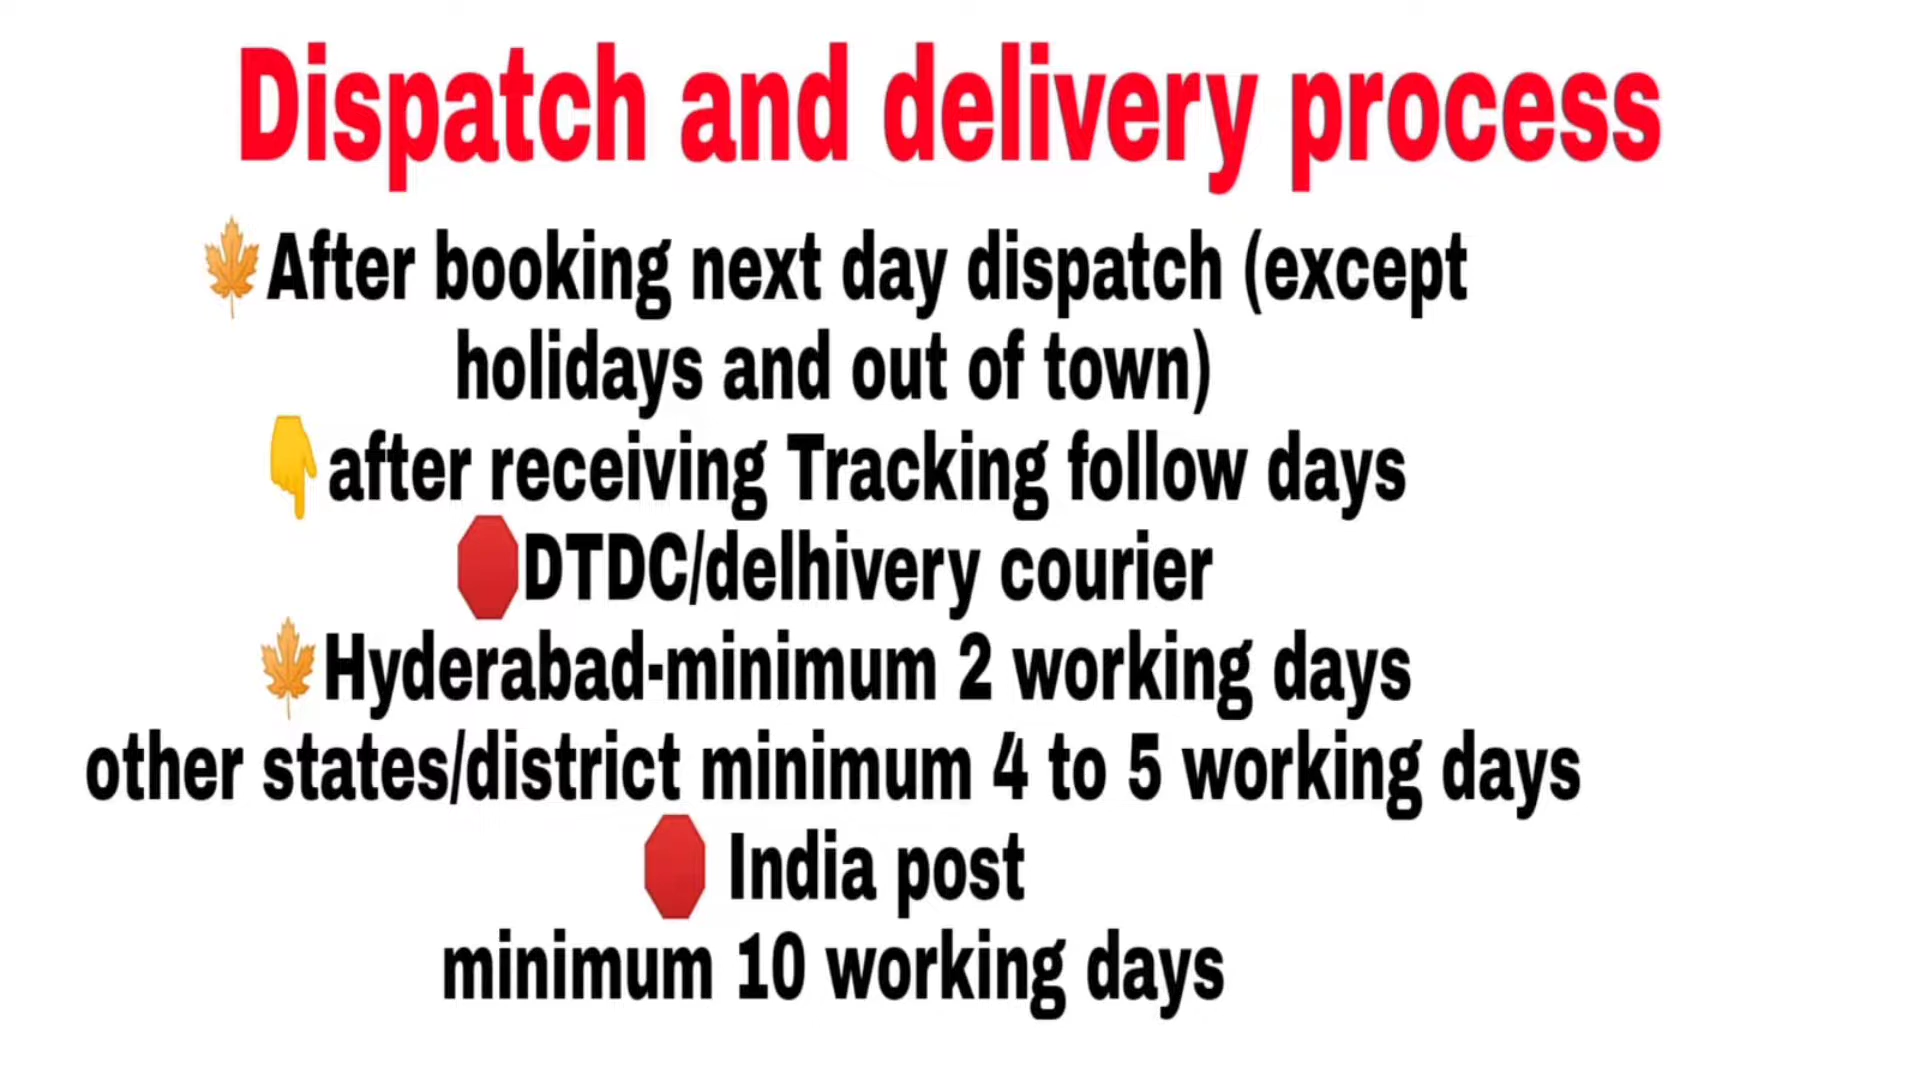 Dispatch and delivery process
🍁After booking next day dispatch (except
holidays and out of town)
👇after receiving Tracking follow days
🛑DTDC/delhivery courier
🍁Hyderabad-minimum 2 working days
other states/district minimum 4 to 5 working days
🛑 India post
minimum 10 working days